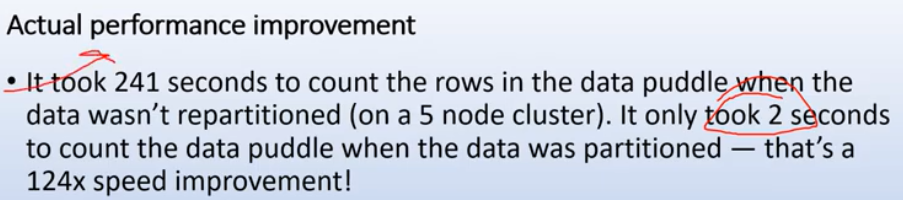 Actual performance improvement
• It took 241 seconds to count the rows in the data puddle when the
data wasn't repartitioned (on a 5 node cluster). It only took 2 seconds
to count the data puddle when the data was partitioned — that's a
124x speed improvement!